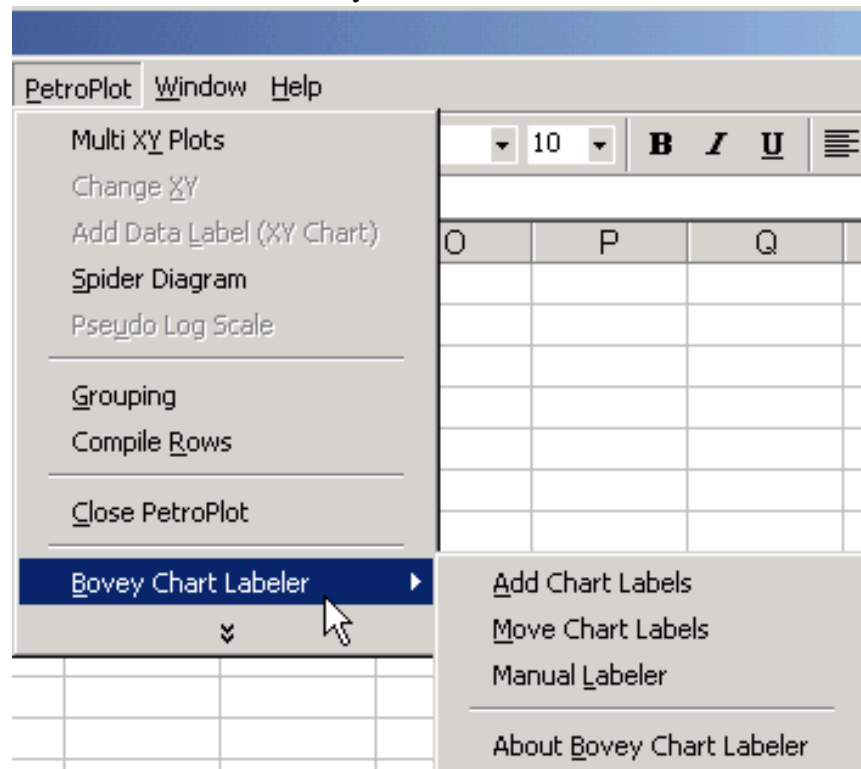 PetroPlot Window Help
Multi XY Plots
10 B I U
Change XY
Add Data Label (XY Chart)
O P Q
Spider Diagram
Pseudo Log Scale
Grouping
Compile Rows
Close PetroPlot
Bovey Chart Labeler
Add Chart Labels
Move Chart Labels
Manual Labeler
About Bovey Chart Labeler